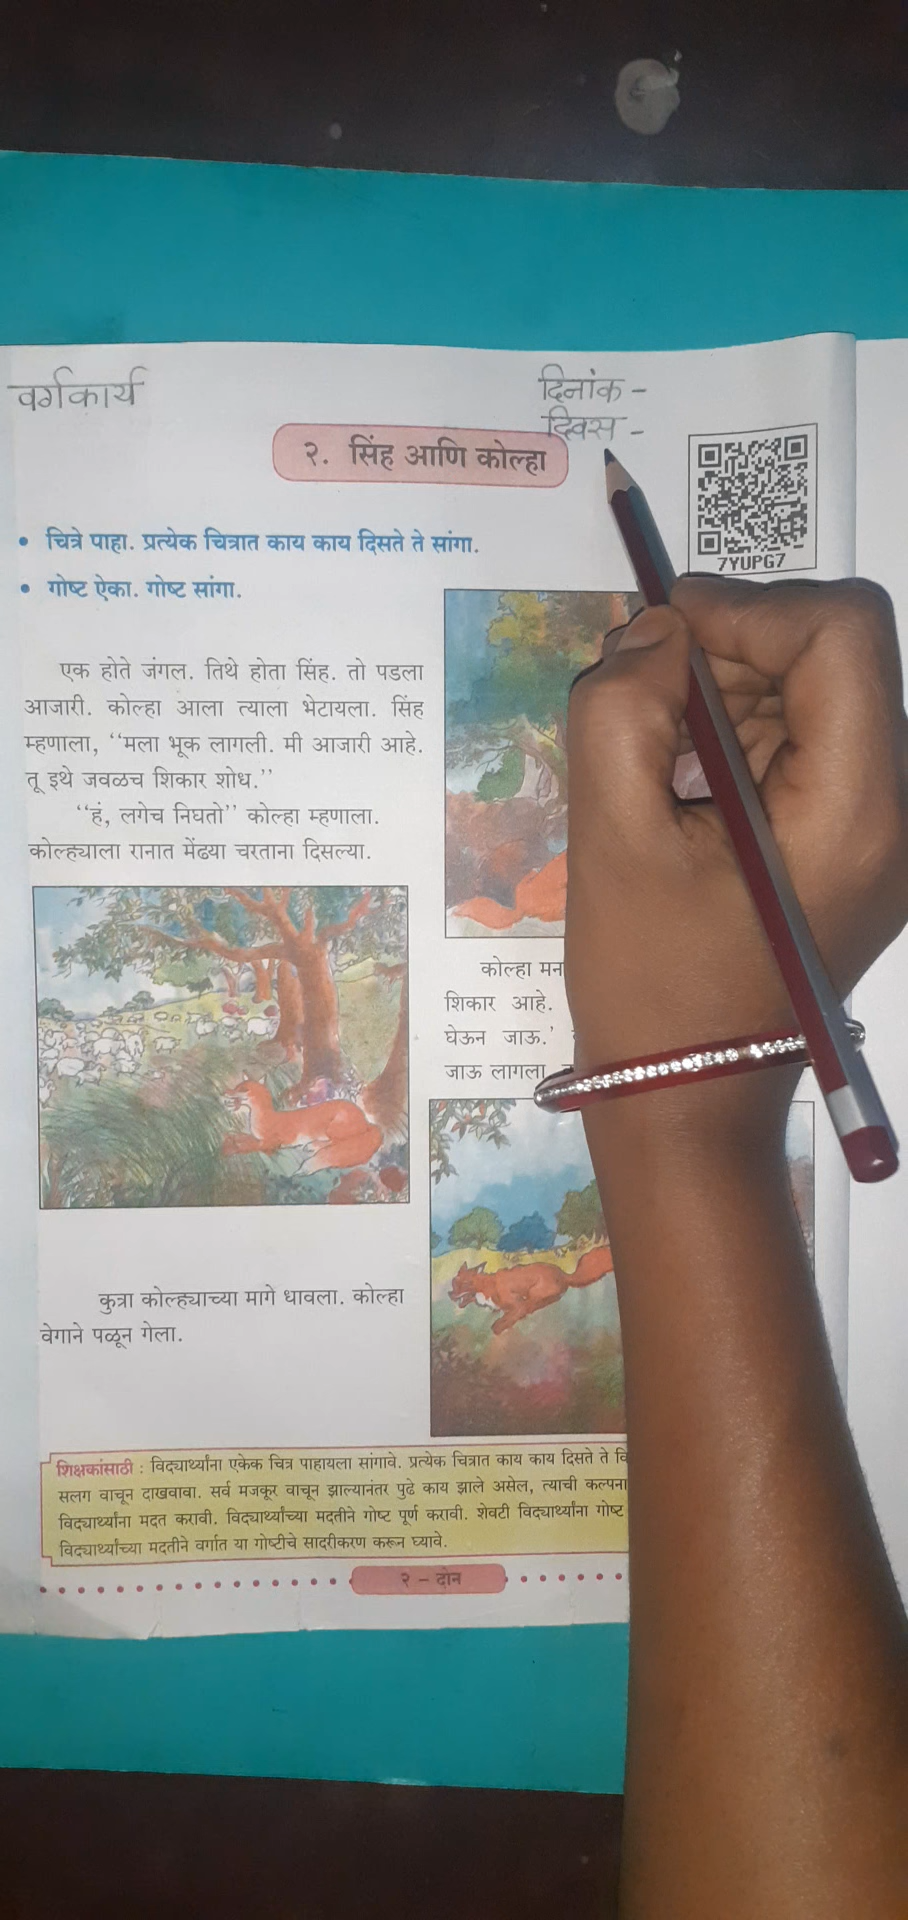 वर्गकार्य
दिनांक -
दिवस -
२. सिंह आणि कोल्हा
7YUPG7
• चित्रे पाहा. प्रत्येक चित्रात काय काय दिसते ते सांगा.
• गोष्ट ऐका. गोष्ट सांगा.
एक होते जंगल. तिथे होता सिंह. तो पडला
आजारी. कोल्हा आला त्याला भेटायला. सिंह
म्हणाला, ‘‘मला भूक लागली. मी आजारी आहे.
तू इथे जवळच शिकार शोध.’’
‘‘हं, लगेच निघतो’’ कोल्हा म्हणाला.
कोल्ह्याला रानात मेंढया चरताना दिसल्या.
कोल्हा
शिकार आहे.
घेऊन जाऊ.’
जाऊ लागला
कुत्रा कोल्ह्याच्या मागे धावला. कोल्हा
वेगाने पळून गेला.
शिक्षकांसाठी : विद्यार्थ्यांना एकेक चित्र पाहायला सांगावे. प्रत्येक चित्रात काय काय दिसते ते
सलग वाचून दाखवावा. सर्व मजकूर वाचून झाल्यानंतर पुढे काय झाले असेल, त्याची कल्पना
विद्यार्थ्यांना मदत करावी. विद्यार्थ्यांच्या मदतीने गोष्ट पूर्ण करावी. शेवटी विद्यार्थ्यांना गोष्ट
विद्यार्थ्यांच्या मदतीने वर्गात या गोष्टीचे सादरीकरण करून घ्यावे.
२ – दोन